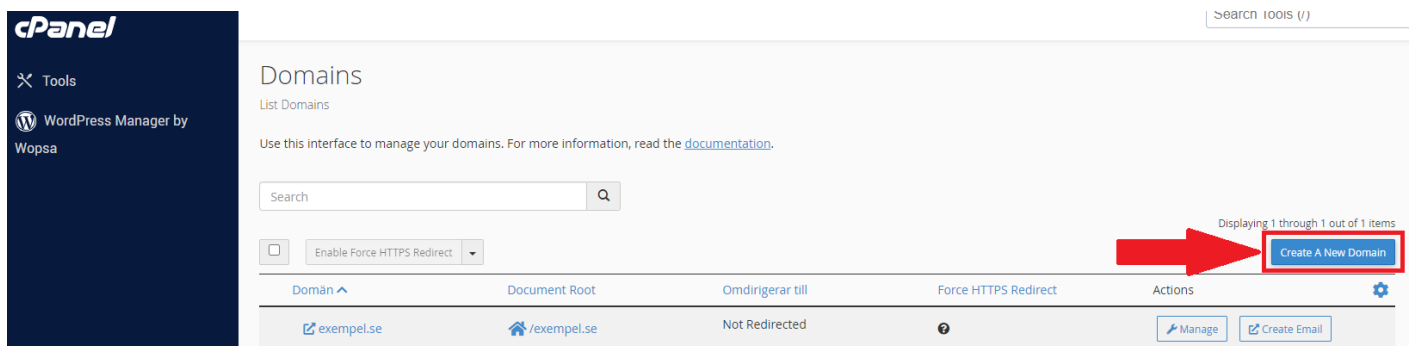 cPanel
Search Tools (/)
Tools
WordPress Manager by
Wopsa
Domains
List Domains
Use this interface to manage your domains. For more information, read the documentation.
Search
Displaying 1 through 1 out of 1 items
Enable Force HTTPS Redirect
Create A New Domain
Domän Document Root Omdirigerar till Force HTTPS Redirect Actions
exempel.se /exempel.se Not Redirected Manage Create Email